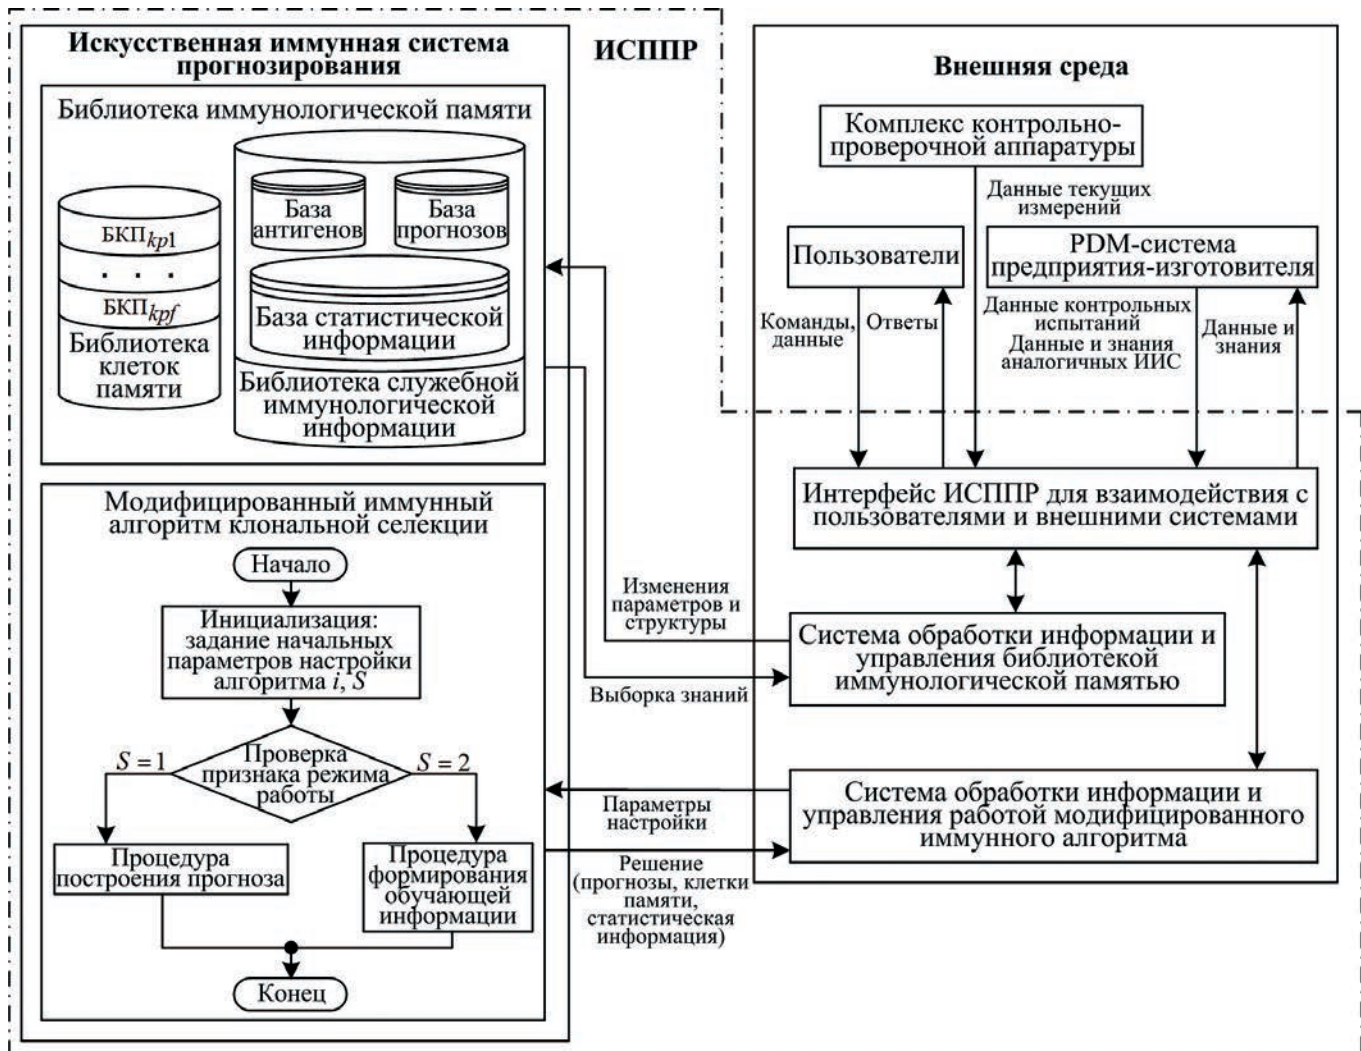 Искусственная иммунная система
прогнозирования
ИСППР
Библиотека иммунологической памяти
БКПkp1
. . .
БКПkpf
Библиотека
клеток
памяти
База
антигенов
База
прогнозов
База статистической
информации
Библиотека служебной
иммунологической
информации
Модифицированный иммунный
алгоритм клональной селекции
Начало
Инициализация:
задание начальных
параметров настройки
алгоритма i, S
Проверка
признака режима
работы
S = 1
S = 2
Процедура
построения прогноза
Процедура
формирования
обучающей
информации
Конец
Изменения
параметров и
структуры
Выборка знаний
Параметры
настройки
Решение
(прогнозы, клетки
памяти,
статистическая
информация)
Внешняя среда
Комплекс контрольно-
проверочной аппаратуры
Данные текущих
измерений
Пользователи
PDM-система
предприятия-изготовителя
Команды,
данные
Ответы
Данные контрольных
испытаний
Данные и знания
аналогичных ИИС
Данные и
знания
Интерфейс ИСППР для взаимодействия с
пользователями и внешними системами
Система обработки информации и
управления библиотекой
иммунологической памятью
Система обработки информации и
управления работой модифицированного
иммунного алгоритма